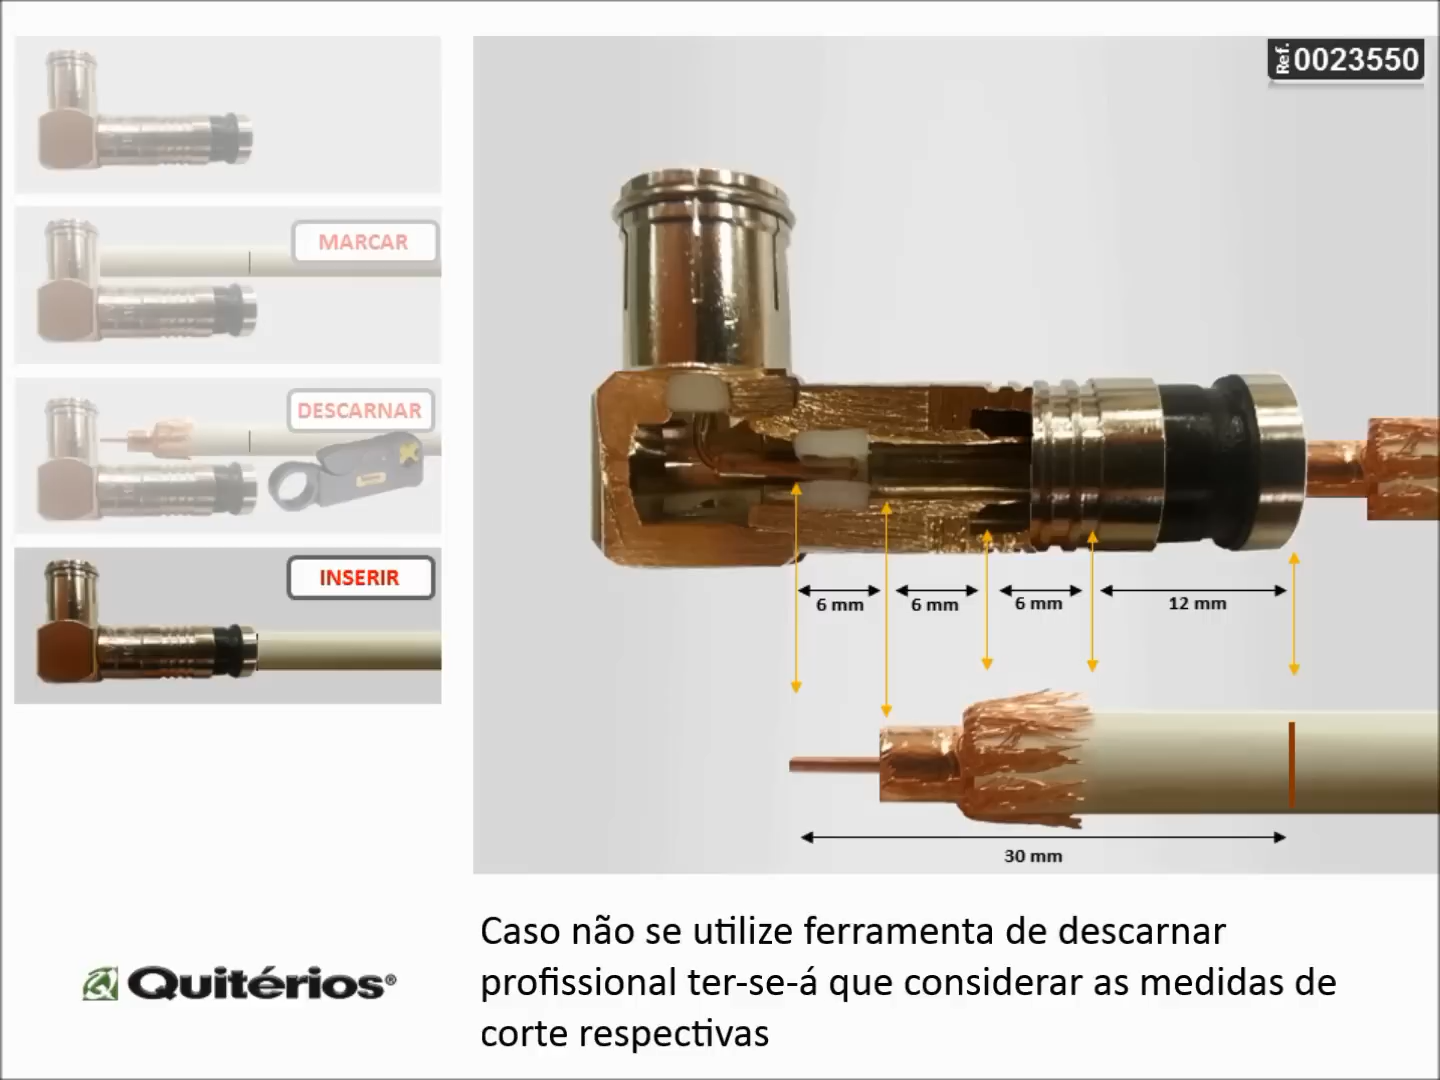 Ref. 0023550
MARCAR
DESCARNAR
INSERIR
6 mm
6 mm
6 mm
12 mm
30 mm
Quitérios®
Caso não se utilize ferramenta de descarnar
profissional ter-se-á que considerar as medidas de
corte respectivas